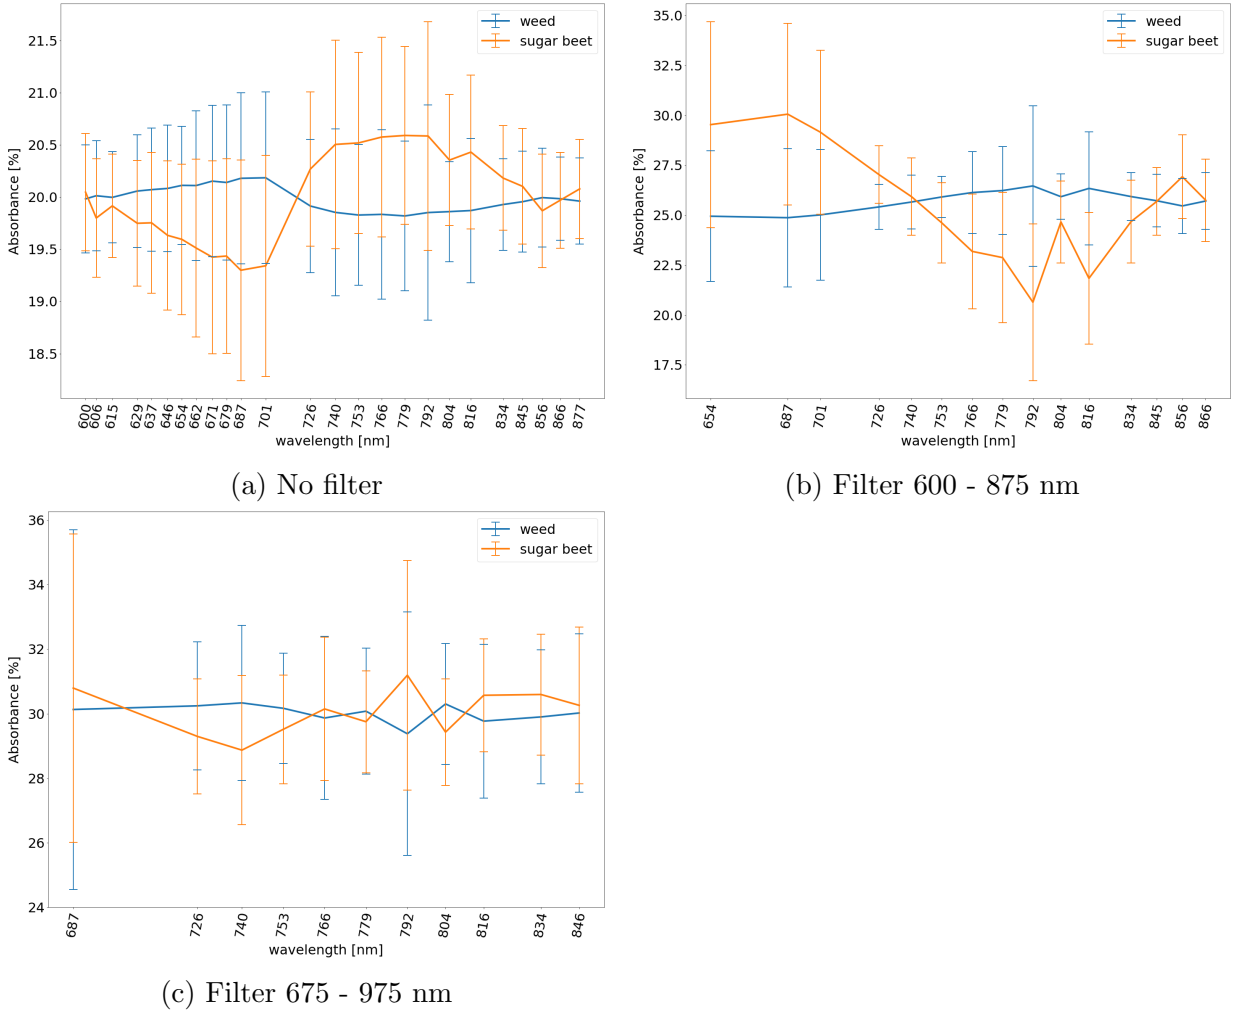 21.5
21.0
20.5
20.0
19.5
19.0
18.5
Absorbance [%]
weed
sugar beet
600 606 615 629 637 646 654 662 671 679 687 701 726 740 753 766 779 792 804 816 834 845 856 866 877
wavelength [nm]
(a) No filter
35.0
32.5
30.0
27.5
25.0
22.5
20.0
17.5
Absorbance [%]
weed
sugar beet
654 687 701 726 740 753 766 779 792 804 816 834 845 856 866
wavelength [nm]
(b) Filter 600 - 875 nm
36
34
32
30
28
26
24
Absorbance [%]
weed
sugar beet
687 726 740 753 766 779 792 804 816 834 846
wavelength [nm]
(c) Filter 675 - 975 nm